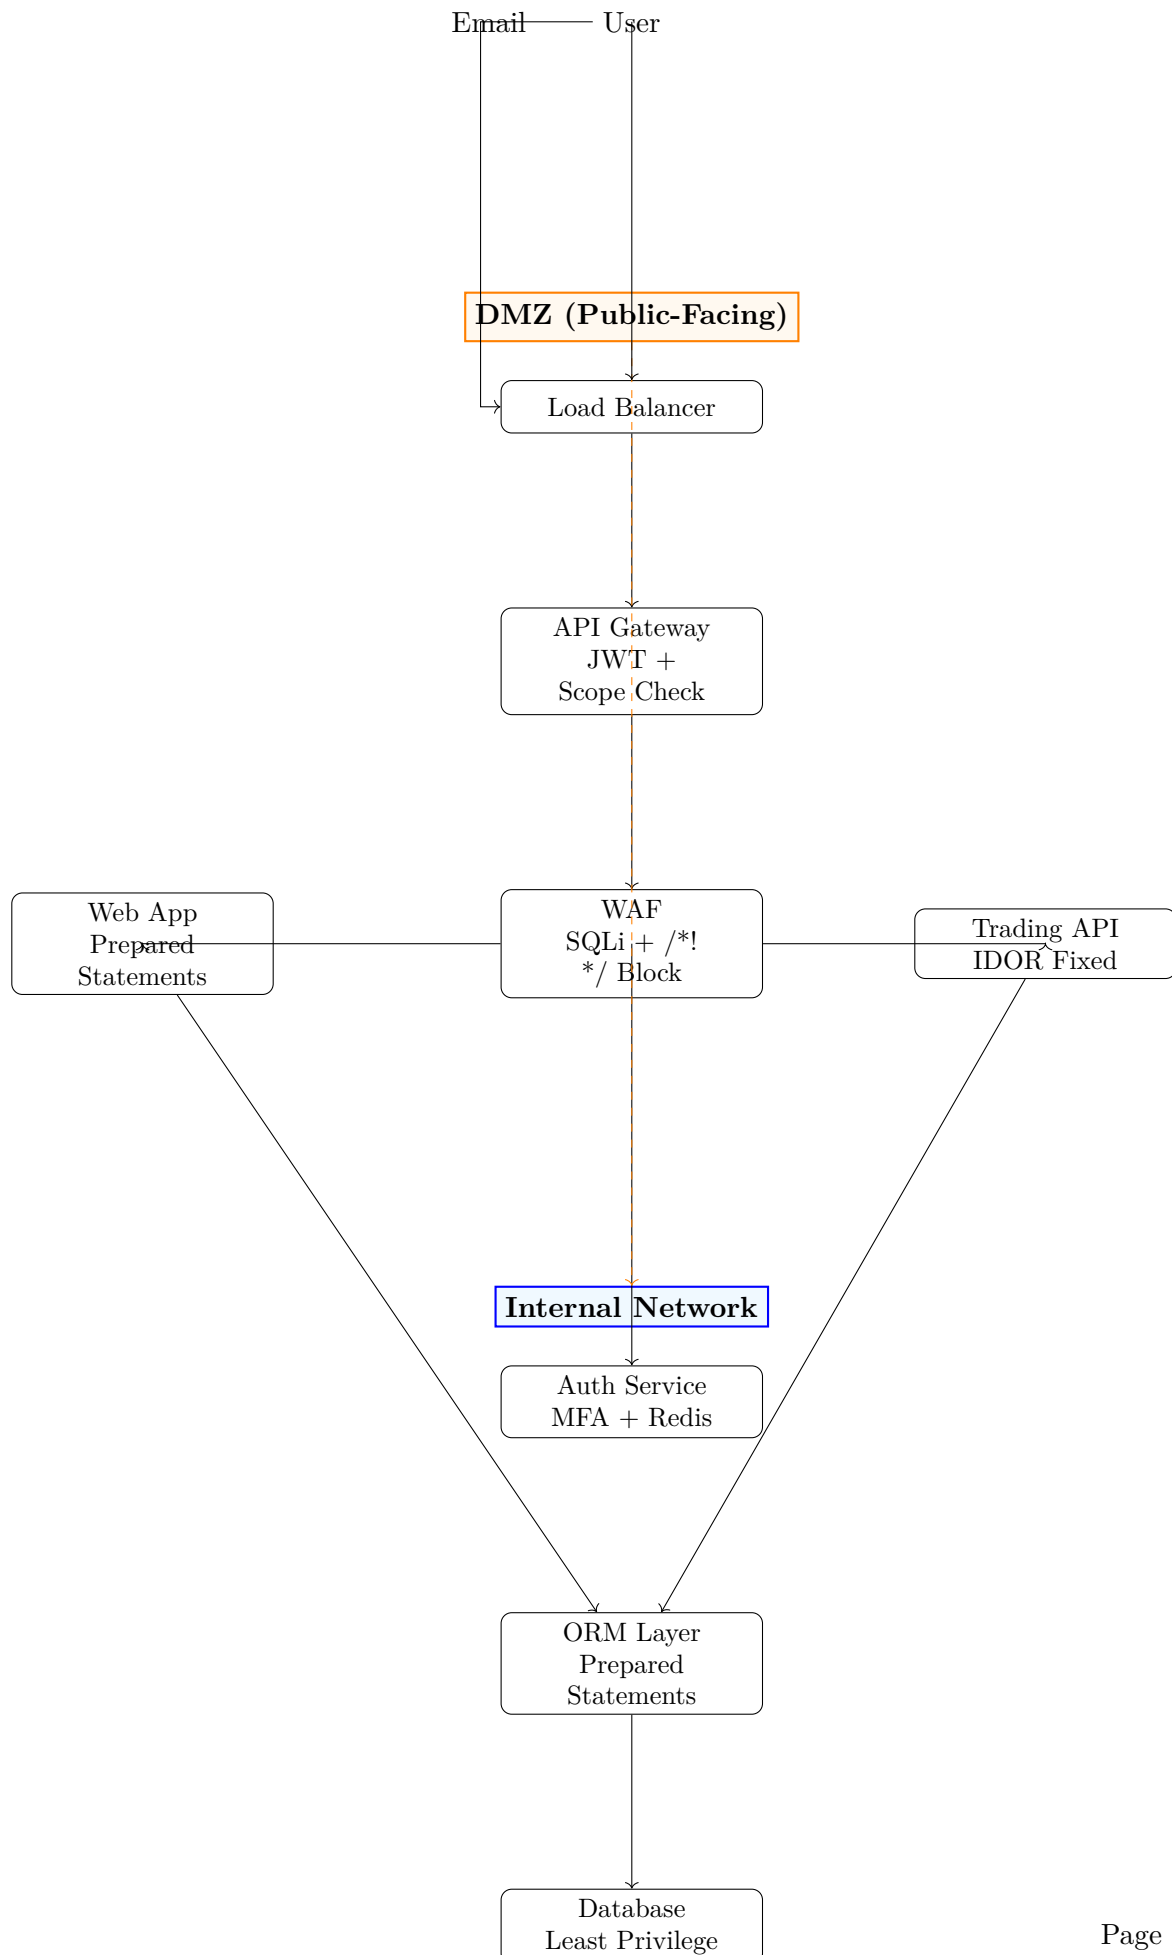 Email
User
DMZ (Public-Facing)
Load Balancer
API Gateway
JWT +
Scope Check
Web App
Prepared
Statements
WAF
SQLi + /*!
*/ Block
Trading API
IDOR Fixed
Internal Network
Auth Service
MFA + Redis
ORM Layer
Prepared
Statements
Database
Least Privilege
Page